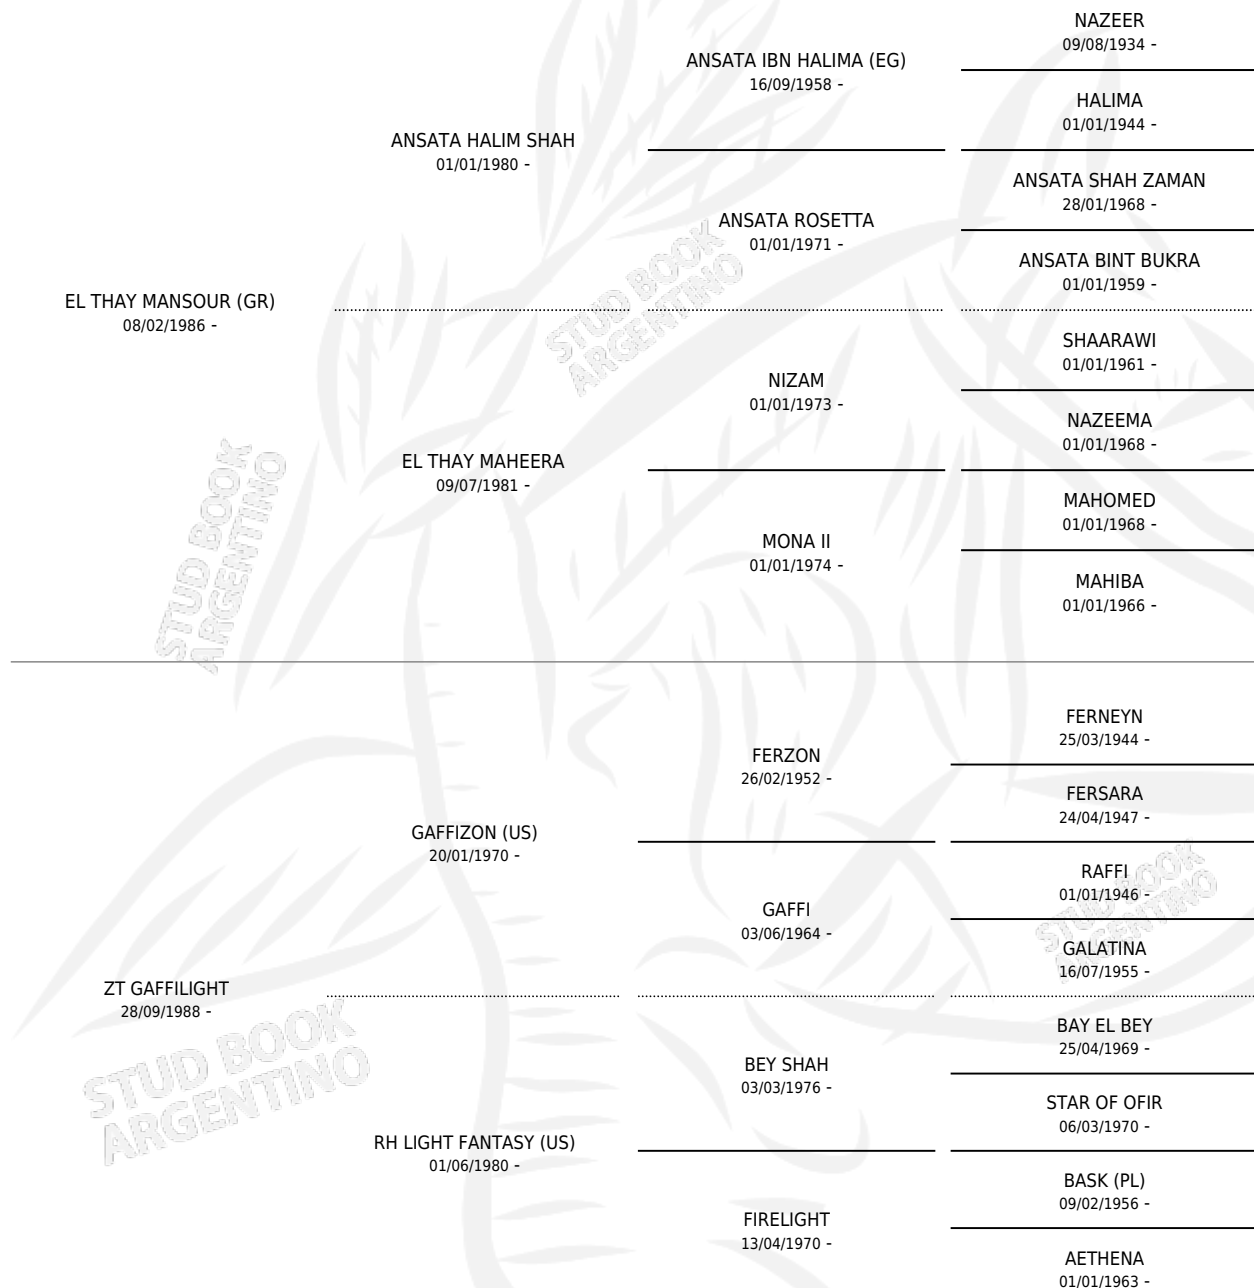 NAZEER
09/08/1934 -
ANSATA IBN HALIMA (EG)
16/09/1958 -
HALIMA
01/01/1944 -
ANSATA HALIM SHAH
01/01/1980 -
ANSATA SHAH ZAMAN
28/01/1968 -
ANSATA ROSETTA
01/01/1971 -
ANSATA BINT BUKRA
01/01/1959 -
EL THAY MANSOUR (GR)
08/02/1986 -
SHAARAWI
01/01/1961 -
NIZAM
01/01/1973 -
NAZEEMA
01/01/1968 -
EL THAY MAHEERA
09/07/1981 -
MAHOMED
01/01/1968 -
MONA II
01/01/1974 -
MAHIBA
01/01/1966 -
FERNEYN
25/03/1944 -
FERZON
26/02/1952 -
FERSARA
24/04/1947 -
GAFFIZON (US)
20/01/1970 -
RAFFI
01/01/1946 -
GAFFI
03/06/1964 -
GALATINA
16/07/1955 -
ZT GAFFILIGHT
28/09/1988 -
BAY EL BEY
25/04/1969 -
BEY SHAH
03/03/1976 -
STAR OF OFIR
06/03/1970 -
RH LIGHT FANTASY (US)
01/06/1980 -
BASK (PL)
09/02/1956 -
FIRELIGHT
13/04/1970 -
AETHENA
01/01/1963 -
STUD BOOK
ARGENTINO
STUD BOOK
ARGENTINO
STUD BOOK
ARGENTINO
STUD BOOK
ARGENTINO